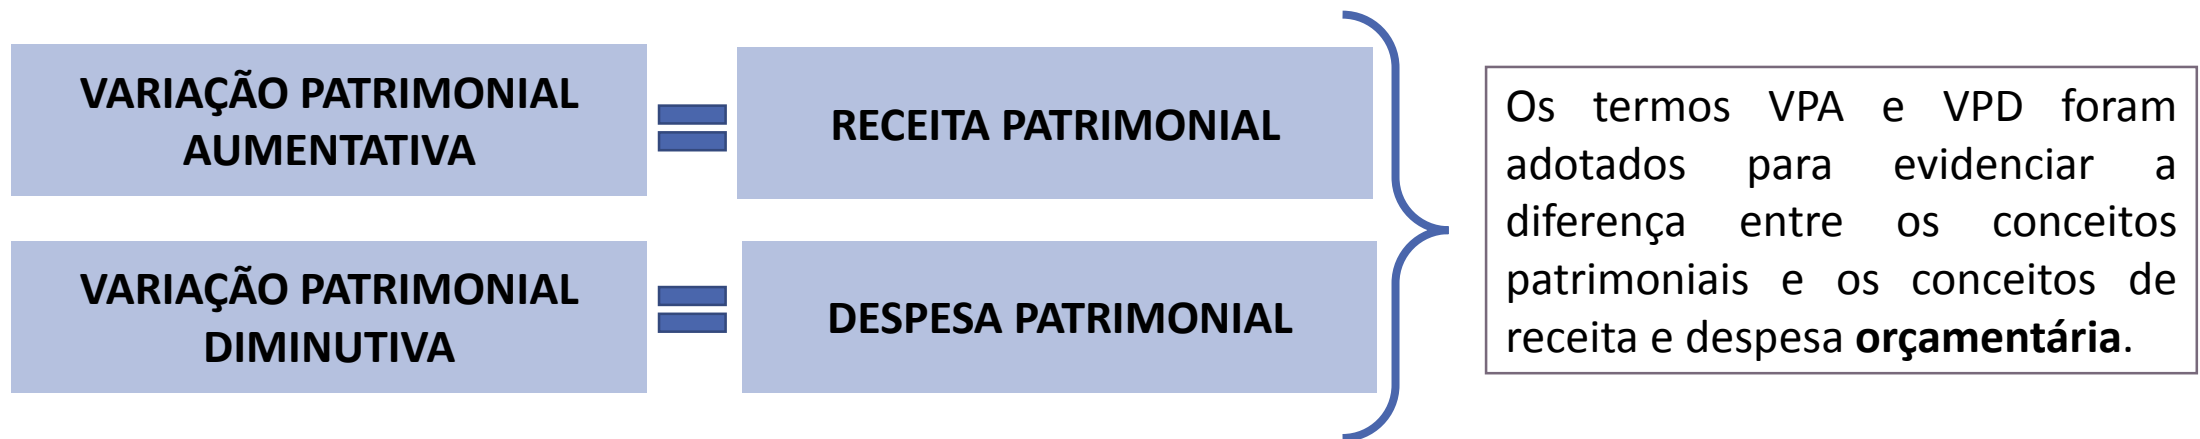 VARIAÇÃO PATRIMONIAL
AUMENTATIVA
RECEITA PATRIMONIAL
VARIAÇÃO PATRIMONIAL
DIMINUTIVA
DESPESA PATRIMONIAL
Os termos VPA e VPD foram
adotados para evidenciar a
diferença entre os conceitos
patrimoniais e os conceitos de
receita e despesa orçamentária.